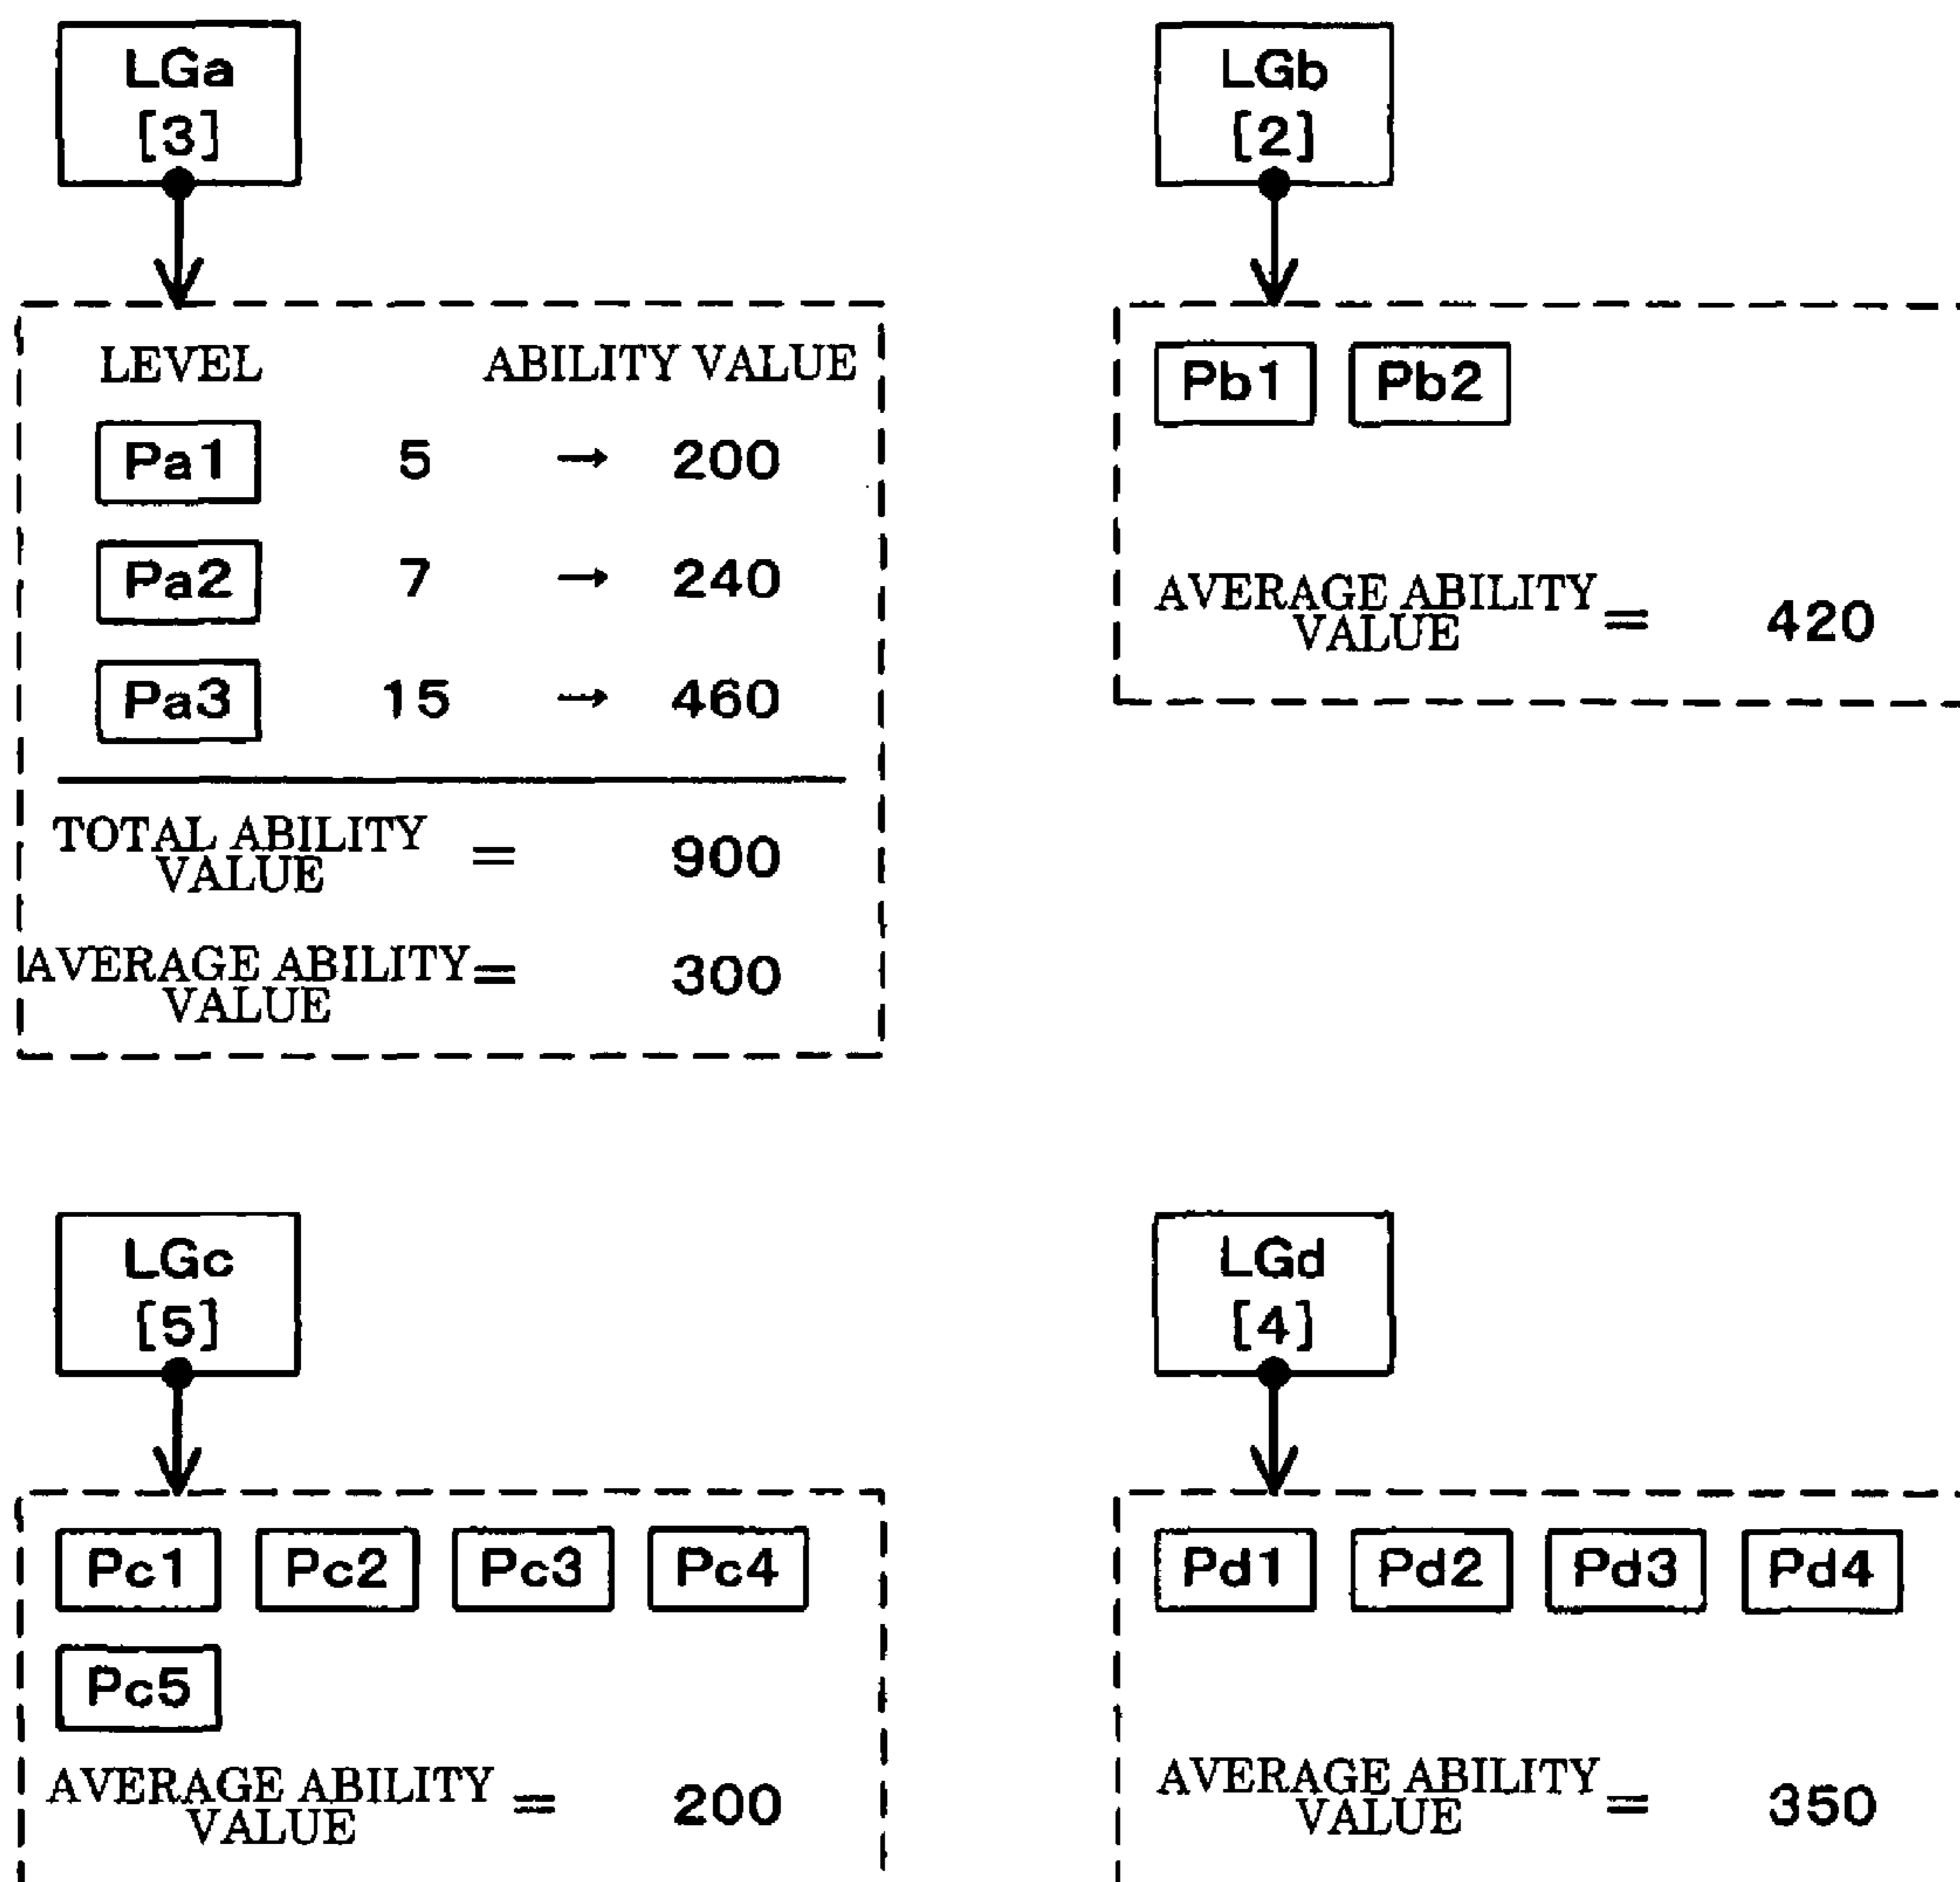 LGa
[3]
LEVEL ABILITY VALUE
Pa1 5 → 200
Pa2 7 → 240
Pa3 15 → 460
TOTAL ABILITY
VALUE = 900
AVERAGE ABILITY
VALUE = 300
LGb
[2]
Pb1 Pb2
AVERAGE ABILITY
VALUE = 420
LGc
[5]
Pc1 Pc2 Pc3 Pc4
Pc5
AVERAGE ABILITY
VALUE = 200
LGd
[4]
Pd1 Pd2 Pd3 Pd4
AVERAGE ABILITY
VALUE = 350